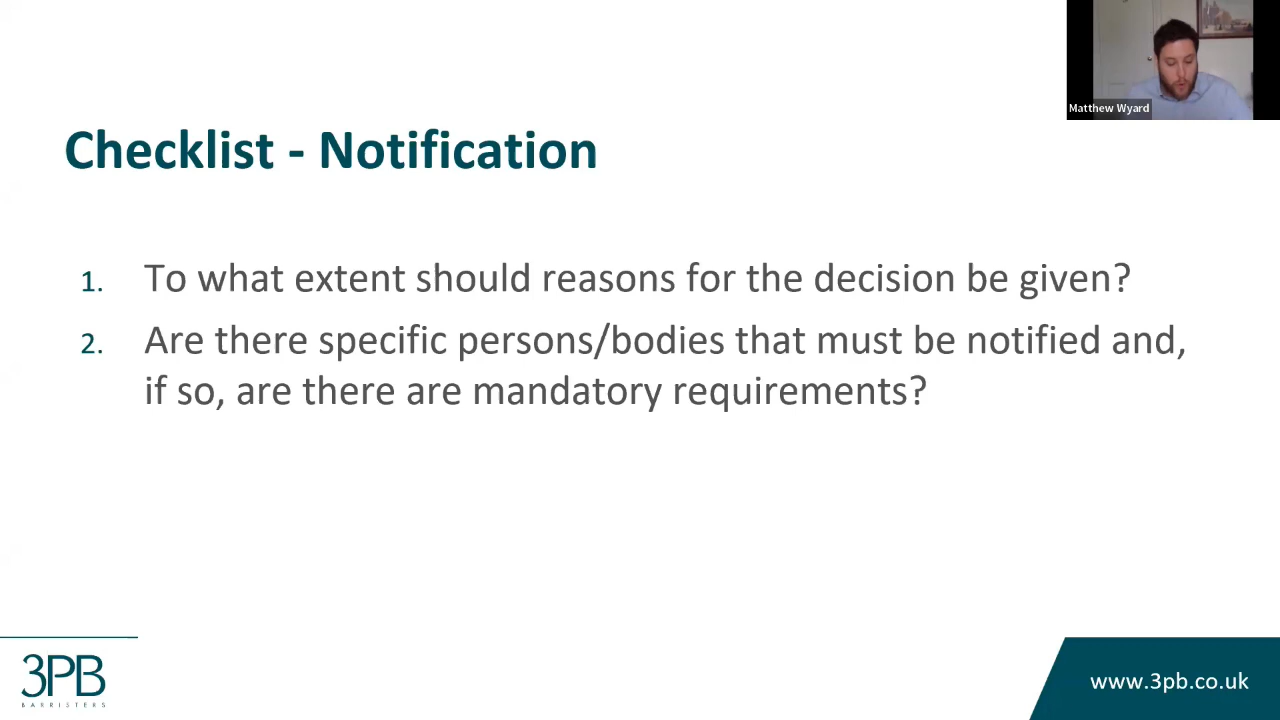 Matthew Wyard
Checklist - Notification
1. To what extent should reasons for the decision be given?
2. Are there specific persons/bodies that must be notified and,
if so, are there are mandatory requirements?
3PB
BARRISTERS
www.3pb.co.uk